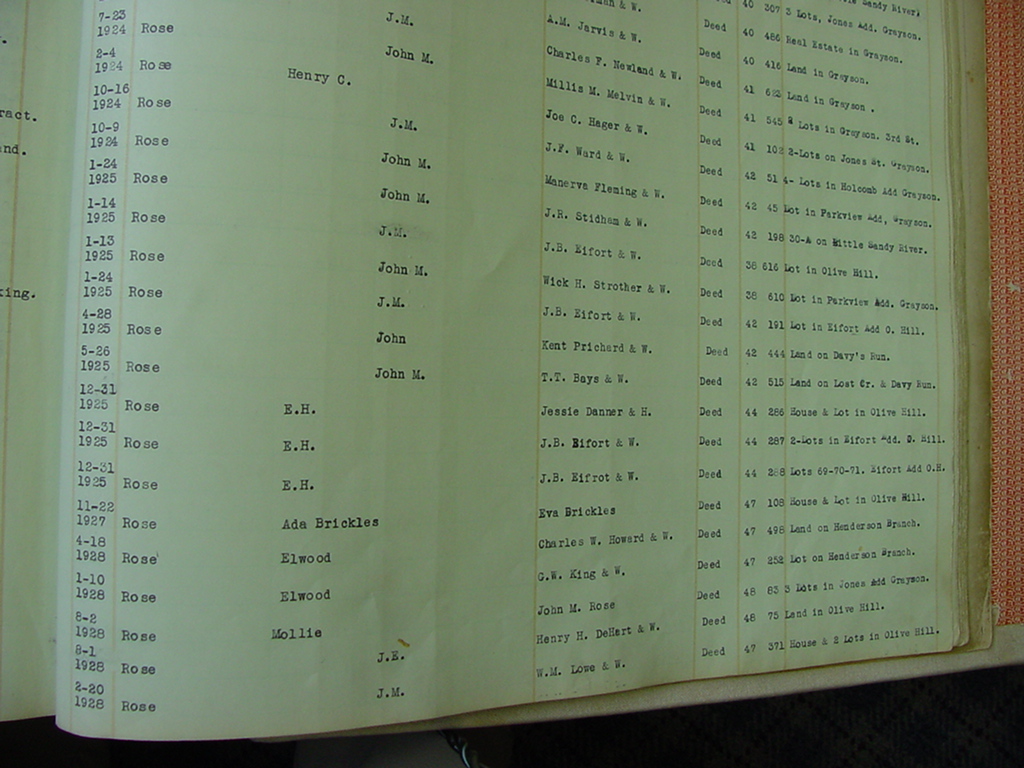 Sandy River,
40 307 3 Lots, Jones Add. Grayson.
& W. Deed 40 486 Real Estate in Grayson.
A.M. Jarvis & W. Deed 40 416 Land in Grayson.
7-23
J.M. Charles F. Newland & W. Deed 41 623 Land in Grayson .
1924 Rose John M. Millis M. Melvin & W. Deed 41 545 2 Lots in Grayson. 3rd St.
2-4
1924 Rose Henry C. Joe C. Hager & W. Deed 41 102 2-Lots on Jones St. Grayson.
10-16
1924 Rose J.M. J.F. Ward & W. Deed 42 51 4- Lots in Holcomb Add Grayson.
10-9
1924 Rose John M. Manerva Fleming & W. Deed 42 45 Lot in Parkview Add, Grayson.
1-24
1925 Rose John M. J.R. Stidham & W. Deed 42 198 30-A on Little Sandy River.
1-14
1925 Rose J.M. J.B. Eifort & W. Deed 38 616 Lot in Olive Hill.
1-13
1925 Rose John M. Wick H. Strother & W. Deed 38 610 Lot in Parkview Add. Grayson.
1-24
1925 Rose J.M. J.B. Eifort & W. Deed 42 191 Lot in Eifort Add O. Hill.
4-28
1925 Rose John Kent Prichard & W. Deed 42 444 Land on Davy's Run.
5-26
1925 Rose John M. T.T. Bays & W. Deed 42 515 Land on Lost Cr. & Davy Run.
12-31
1925 Rose E.H. Jessie Danner & H. Deed 44 286 House & Lot in Olive Hill.
12-31
1925 Rose E.H. J.B. Eifort & W. Deed 44 287 2-Lots in Eifort Add. O. Hill.
12-31
1925 Rose E.H. J.B. Eifrot & W. Deed 44 288 Lots 69-70-71. Eifort Add O.H.
11-22
1927 Rose Ada Brickles Eva Brickles Deed 47 108 House & Lot in Olive Hill.
4-18
1928 Rose Elwood Charles W. Howard & W. Deed 47 498 Land on Henderson Branch.
1-10
1928 Rose Elwood G.W. King & W. Deed 47 252 Lot on Henderson Branch.
8-2
1928 Rose Mollie John M. Rose Deed 48 83 3 Lots in Jones Add Grayson.
8-1
1928 Rose J.E. Henry H. DeHart & W. Deed 48 75 Land in Olive Hill.
2-20
1928 Rose J.M. W.M. Lowe & W. Deed 47 371 House & 2 Lots in Olive Hill.